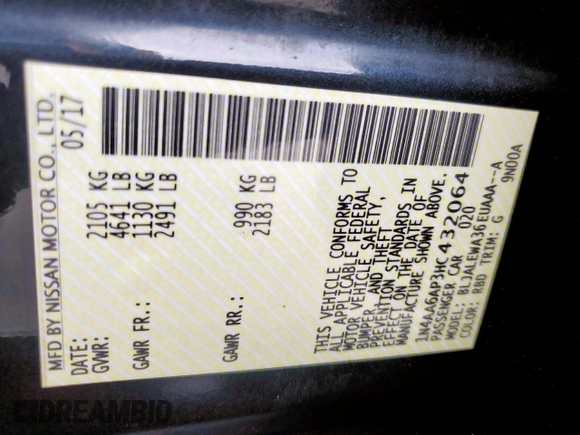 MFD BY NISSAN MOTOR CO., LTD.
DATE: 05/17
GVWR: 2105 KG
4641 LB
GAWR FR.: 1130 KG
2491 LB
GAWR RR.: 990 KG
2183 LB
THIS VEHICLE CONFORMS TO
ALL APPLICABLE FEDERAL
MOTOR VEHICLE SAFETY,
BUMPER, AND THEFT
PREVENTION STANDARDS IN
EFFECT ON THE DATE OF
MANUFACTURE SHOWN ABOVE.
1N4AA6AP3HC432064
PASSENGER CAR 020
MODEL: BLJALEWA36EUAAA--A
COLOR: RBD TRIM: G 9N00A
DREAMBID